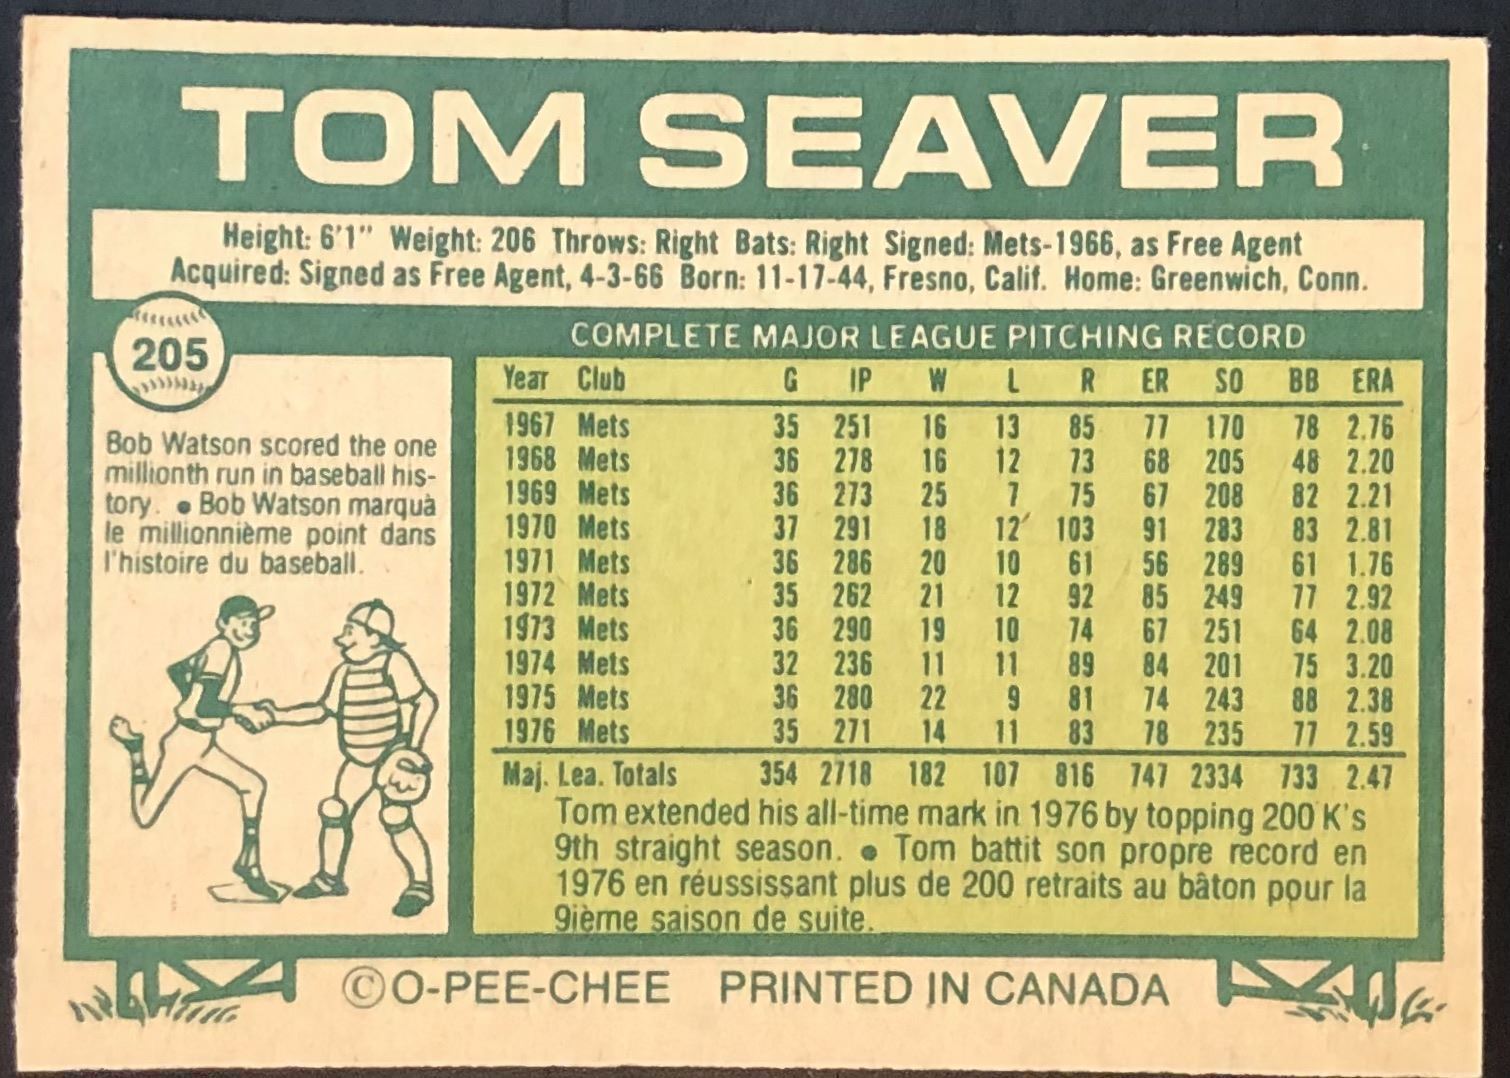 TOM SEAVER
Height: 6'1" Weight: 206 Throws: Right Bats: Right Signed: Mets-1966, as Free Agent
Acquired: Signed as Free Agent, 4-3-66 Born: 11-17-44, Fresno, Calif. Home: Greenwich, Conn.
205
Bob Watson scored the one
millionth run in baseball his-
tory. • Bob Watson marquà
le millionnième point dans
l'histoire du baseball.
COMPLETE MAJOR LEAGUE PITCHING RECORD
Year Club G IP W L R ER SO BB ERA
1967 Mets 35 251 16 13 85 77 170 78 2.76
1968 Mets 36 278 16 12 73 68 205 48 2.20
1969 Mets 36 273 25 7 75 67 208 82 2.21
1970 Mets 37 291 18 12 103 91 283 83 2.81
1971 Mets 36 286 20 10 61 56 289 61 1.76
1972 Mets 35 262 21 12 92 85 249 77 2.92
1973 Mets 36 290 19 10 74 67 251 64 2.08
1974 Mets 32 236 11 11 89 84 201 75 3.20
1975 Mets 36 280 22 9 81 74 243 88 2.38
1976 Mets 35 271 14 11 83 78 235 77 2.59
Maj. Lea. Totals 354 2718 182 107 816 747 2334 733 2.47
Tom extended his all-time mark in 1976 by topping 200 K's
9th straight season. • Tom battit son propre record en
1976 en réussissant plus de 200 retraits au bâton pour la
9ième saison de suite.
©O-PEE-CHEE PRINTED IN CANADA